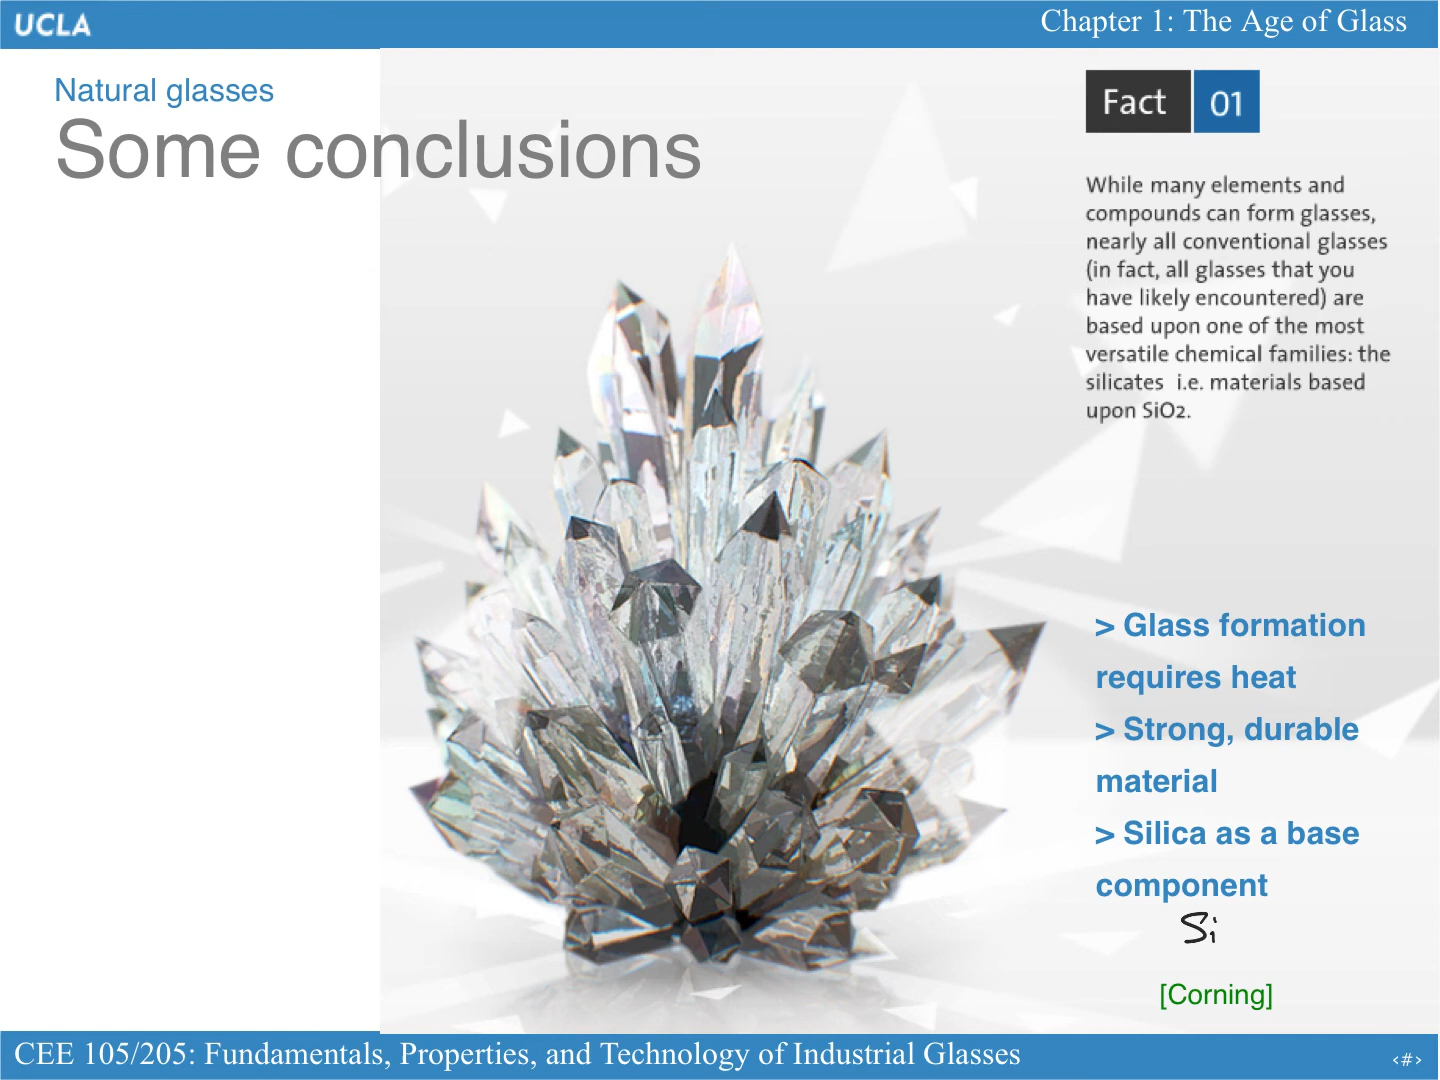 UCLA
Chapter 1: The Age of Glass
Natural glasses
Some conclusions
Fact 01
While many elements and
compounds can form glasses,
nearly all conventional glasses
(in fact, all glasses that you
have likely encountered) are
based upon one of the most
versatile chemical families: the
silicates i.e. materials based
upon SiO2.
> Glass formation
requires heat
> Strong, durable
material
> Silica as a base
component
Si
[Corning]
CEE 105/205: Fundamentals, Properties, and Technology of Industrial Glasses
‹#›